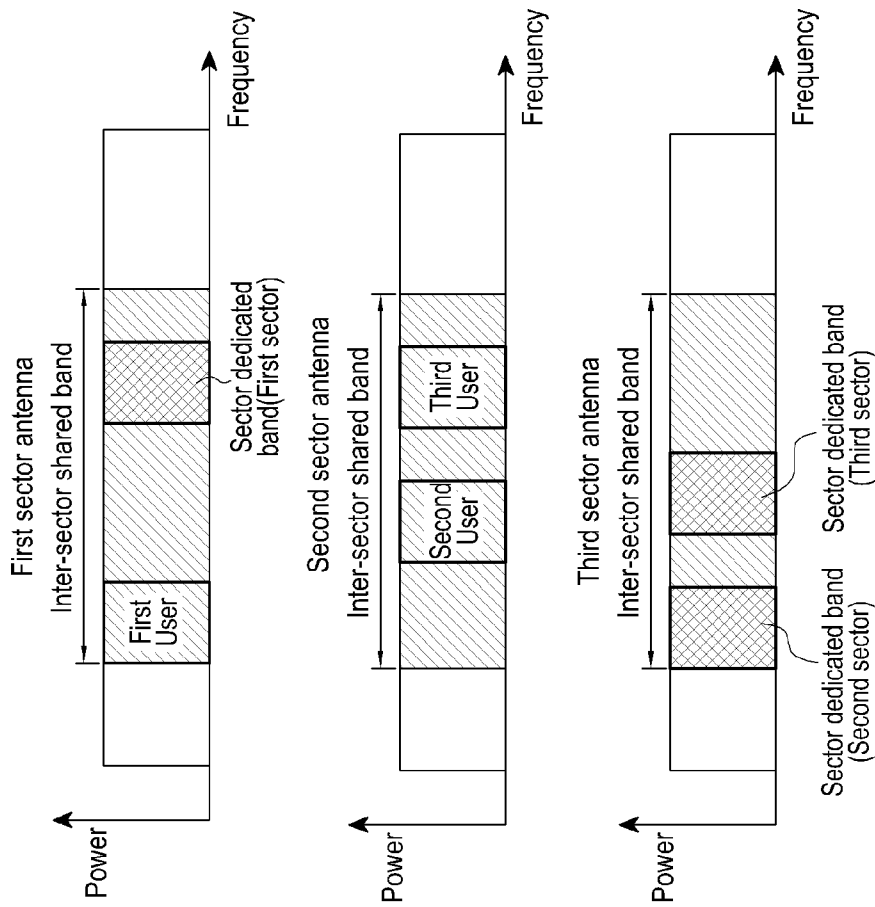 First sector antenna
Inter-sector shared band
Power
First
User
Sector dedicated
band(First sector)
Frequency
Second sector antenna
Inter-sector shared band
Power
Second
User
Third
User
Frequency
Third sector antenna
Inter-sector shared band
Power
Sector dedicated band
(Second sector)
Sector dedicated band
(Third sector)
Frequency